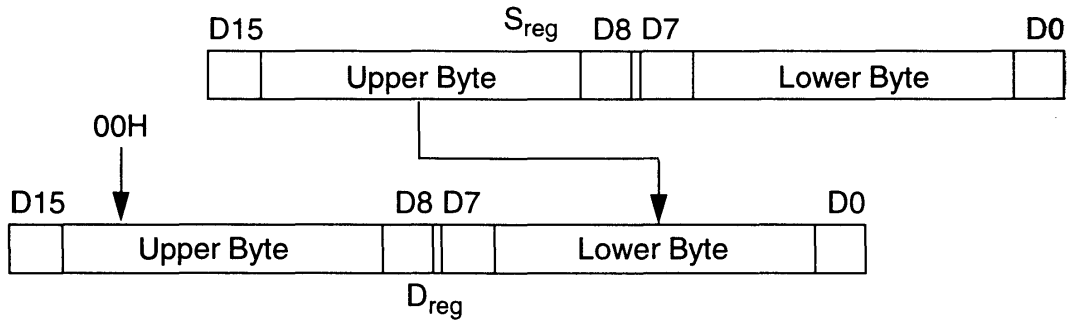 S_reg
D15 D8 D7 D0
Upper Byte Lower Byte
00H
D15 D8 D7 D0
Upper Byte Lower Byte
D_reg